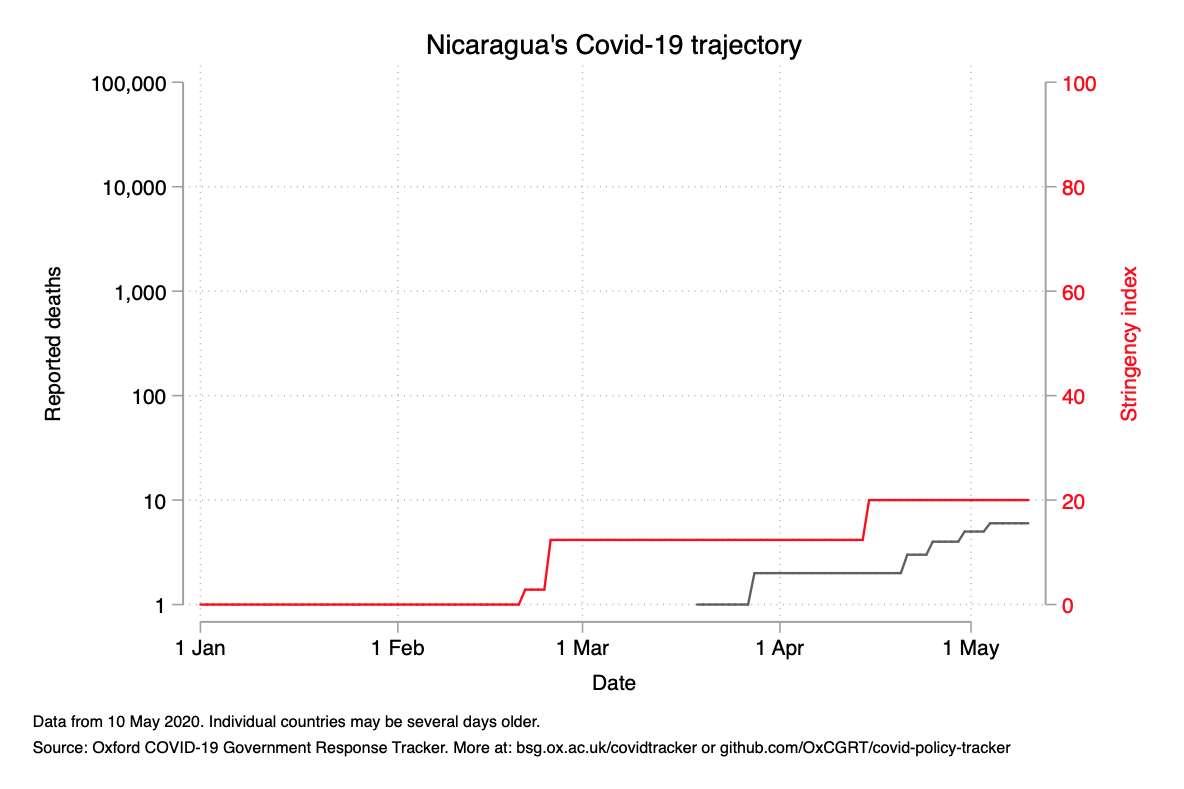 Nicaragua's Covid-19 trajectory
100,000
10,000
1,000
100
10
1
Reported deaths
100
80
60
40
20
0
Stringency index
1 Jan
1 Feb
1 Mar
1 Apr
1 May
Date
Data from 10 May 2020. Individual countries may be several days older.
Source: Oxford COVID-19 Government Response Tracker. More at: bsg.ox.ac.uk/covidtracker or github.com/OxCGRT/covid-policy-tracker